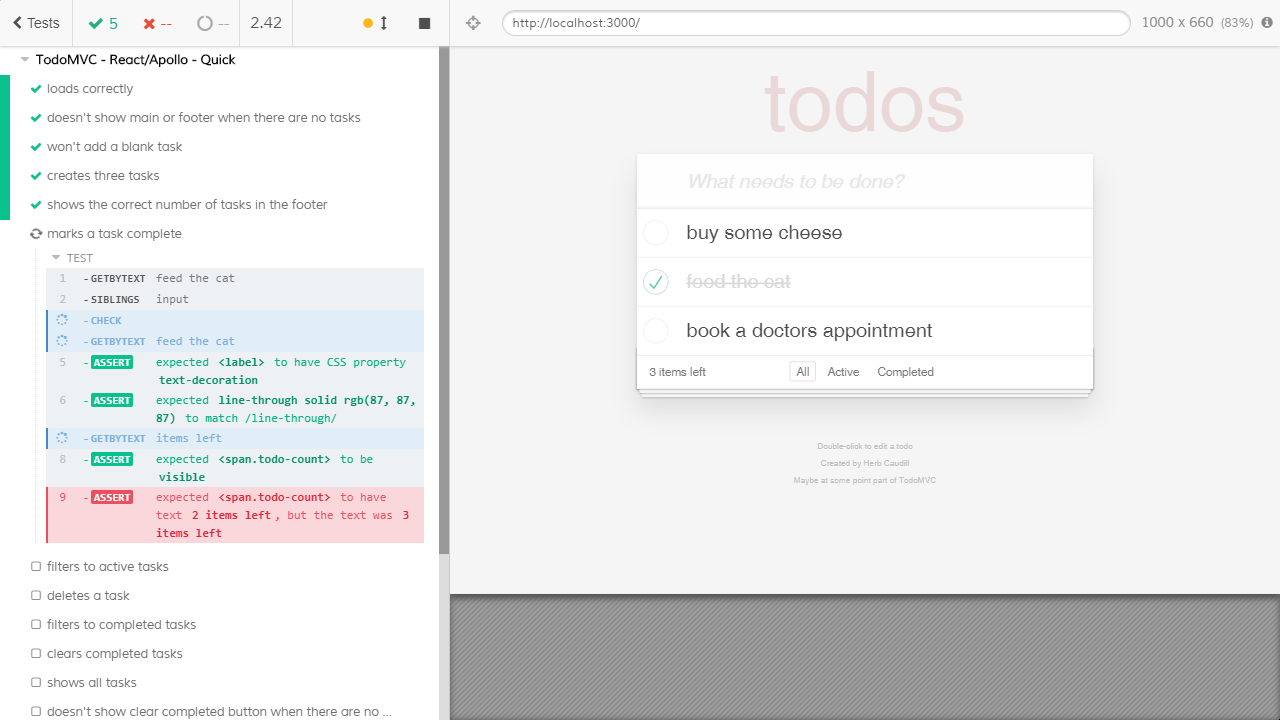 Tests
5
--
--
2.42
TodoMVC - React/Apollo - Quick
loads correctly
doesn't show main or footer when there are no tasks
won't add a blank task
creates three tasks
shows the correct number of tasks in the footer
marks a task complete
TEST
1 - GETBYTEXT feed the cat
2 - SIBLINGS input
- CHECK
- GETBYTEXT feed the cat
5 - ASSERT expected <label> to have CSS property
text-decoration
6 - ASSERT expected line-through solid rgb(87, 87,
87) to match /line-through/
- GETBYTEXT items left
8 - ASSERT expected <span.todo-count> to be
visible
9 - ASSERT expected <span.todo-count> to have
text 2 items left, but the text was 3
items left
filters to active tasks
deletes a task
filters to completed tasks
clears completed tasks
shows all tasks
doesn't show clear completed button when there are no ...
http://localhost:3000/
1000 x 660 (83%)
todos
What needs to be done?
buy some cheese
feed the cat
book a doctors appointment
3 items left All Active Completed
Double-click to edit a todo
Created by Herb Caudill
Maybe at some point part of TodoMVC